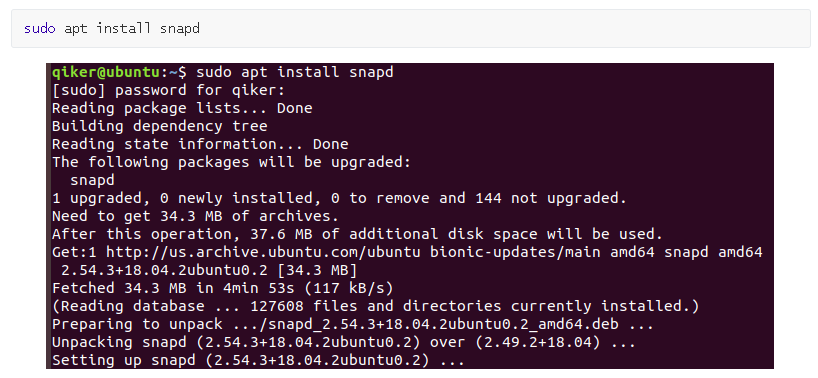 sudo apt install snapd
qiker@ubuntu:~$ sudo apt install snapd
[sudo] password for qiker:
Reading package lists... Done
Building dependency tree
Reading state information... Done
The following packages will be upgraded:
  snapd
1 upgraded, 0 newly installed, 0 to remove and 144 not upgraded.
Need to get 34.3 MB of archives.
After this operation, 37.6 MB of additional disk space will be used.
Get:1 http://us.archive.ubuntu.com/ubuntu bionic-updates/main amd64 snapd amd64
 2.54.3+18.04.2ubuntu0.2 [34.3 MB]
Fetched 34.3 MB in 4min 53s (117 kB/s)
(Reading database ... 127608 files and directories currently installed.)
Preparing to unpack .../snapd_2.54.3+18.04.2ubuntu0.2_amd64.deb ...
Unpacking snapd (2.54.3+18.04.2ubuntu0.2) over (2.49.2+18.04) ...
Setting up snapd (2.54.3+18.04.2ubuntu0.2) ...